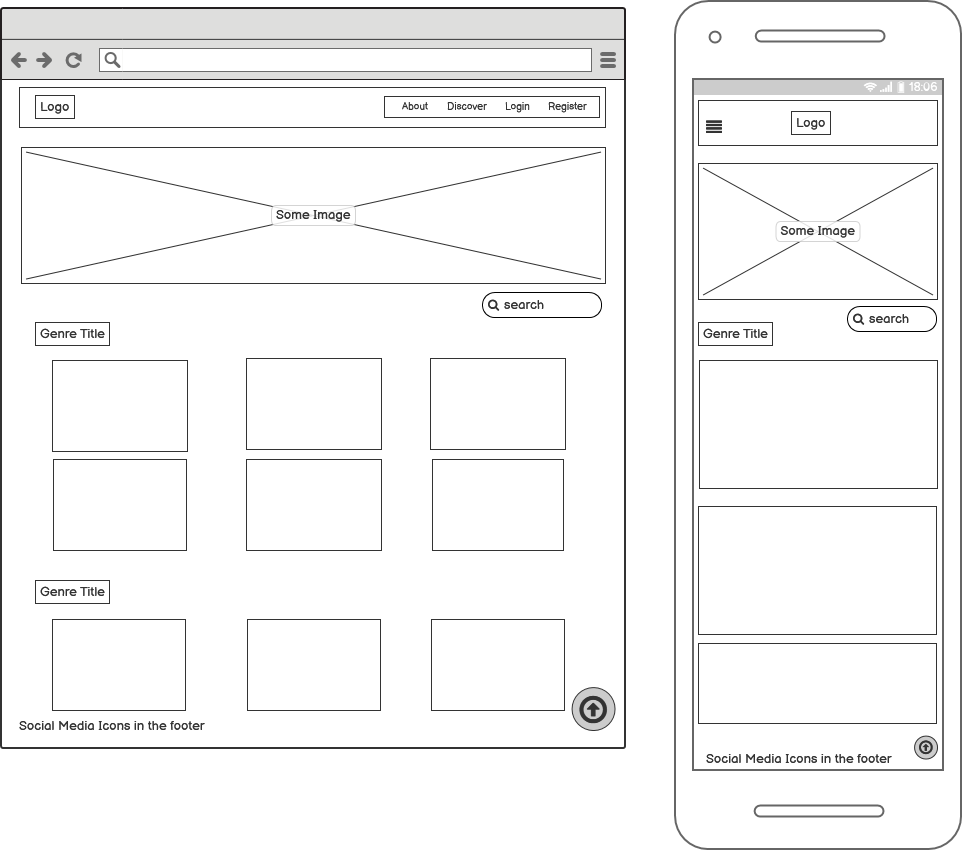 Logo
About Discover Login Register
Some Image
search
Genre Title
Genre Title
Social Media Icons in the footer
18:06
Logo
Some Image
search
Genre Title
Social Media Icons in the footer